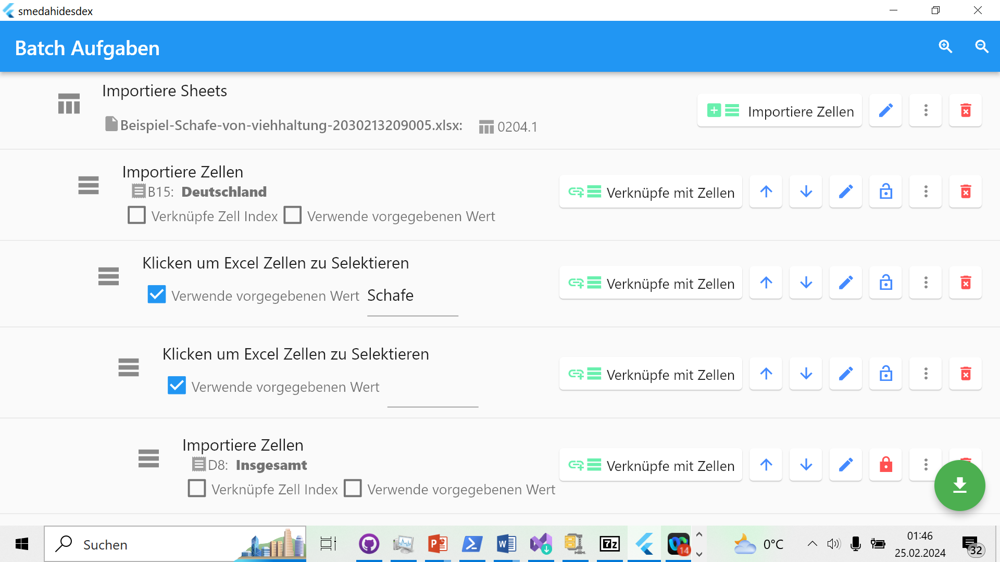 smedahidesdex
Batch Aufgaben
Importiere Sheets
Beispiel-Schafe-von-viehhaltung-2030213209005.xlsx: 0204.1
Importiere Zellen
Importiere Zellen
B15: Deutschland
Verknüpfe Zell Index Verwende vorgegebenen Wert
Verknüpfe mit Zellen
Klicken um Excel Zellen zu Selektieren
Verwende vorgegebenen Wert Schafe
Verknüpfe mit Zellen
Klicken um Excel Zellen zu Selektieren
Verwende vorgegebenen Wert
Verknüpfe mit Zellen
Importiere Zellen
D8: Insgesamt
Verknüpfe Zell Index Verwende vorgegebenen Wert
Verknüpfe mit Zellen
Suchen
P
W
7z
14
0°C
01:46
25.02.2024
32